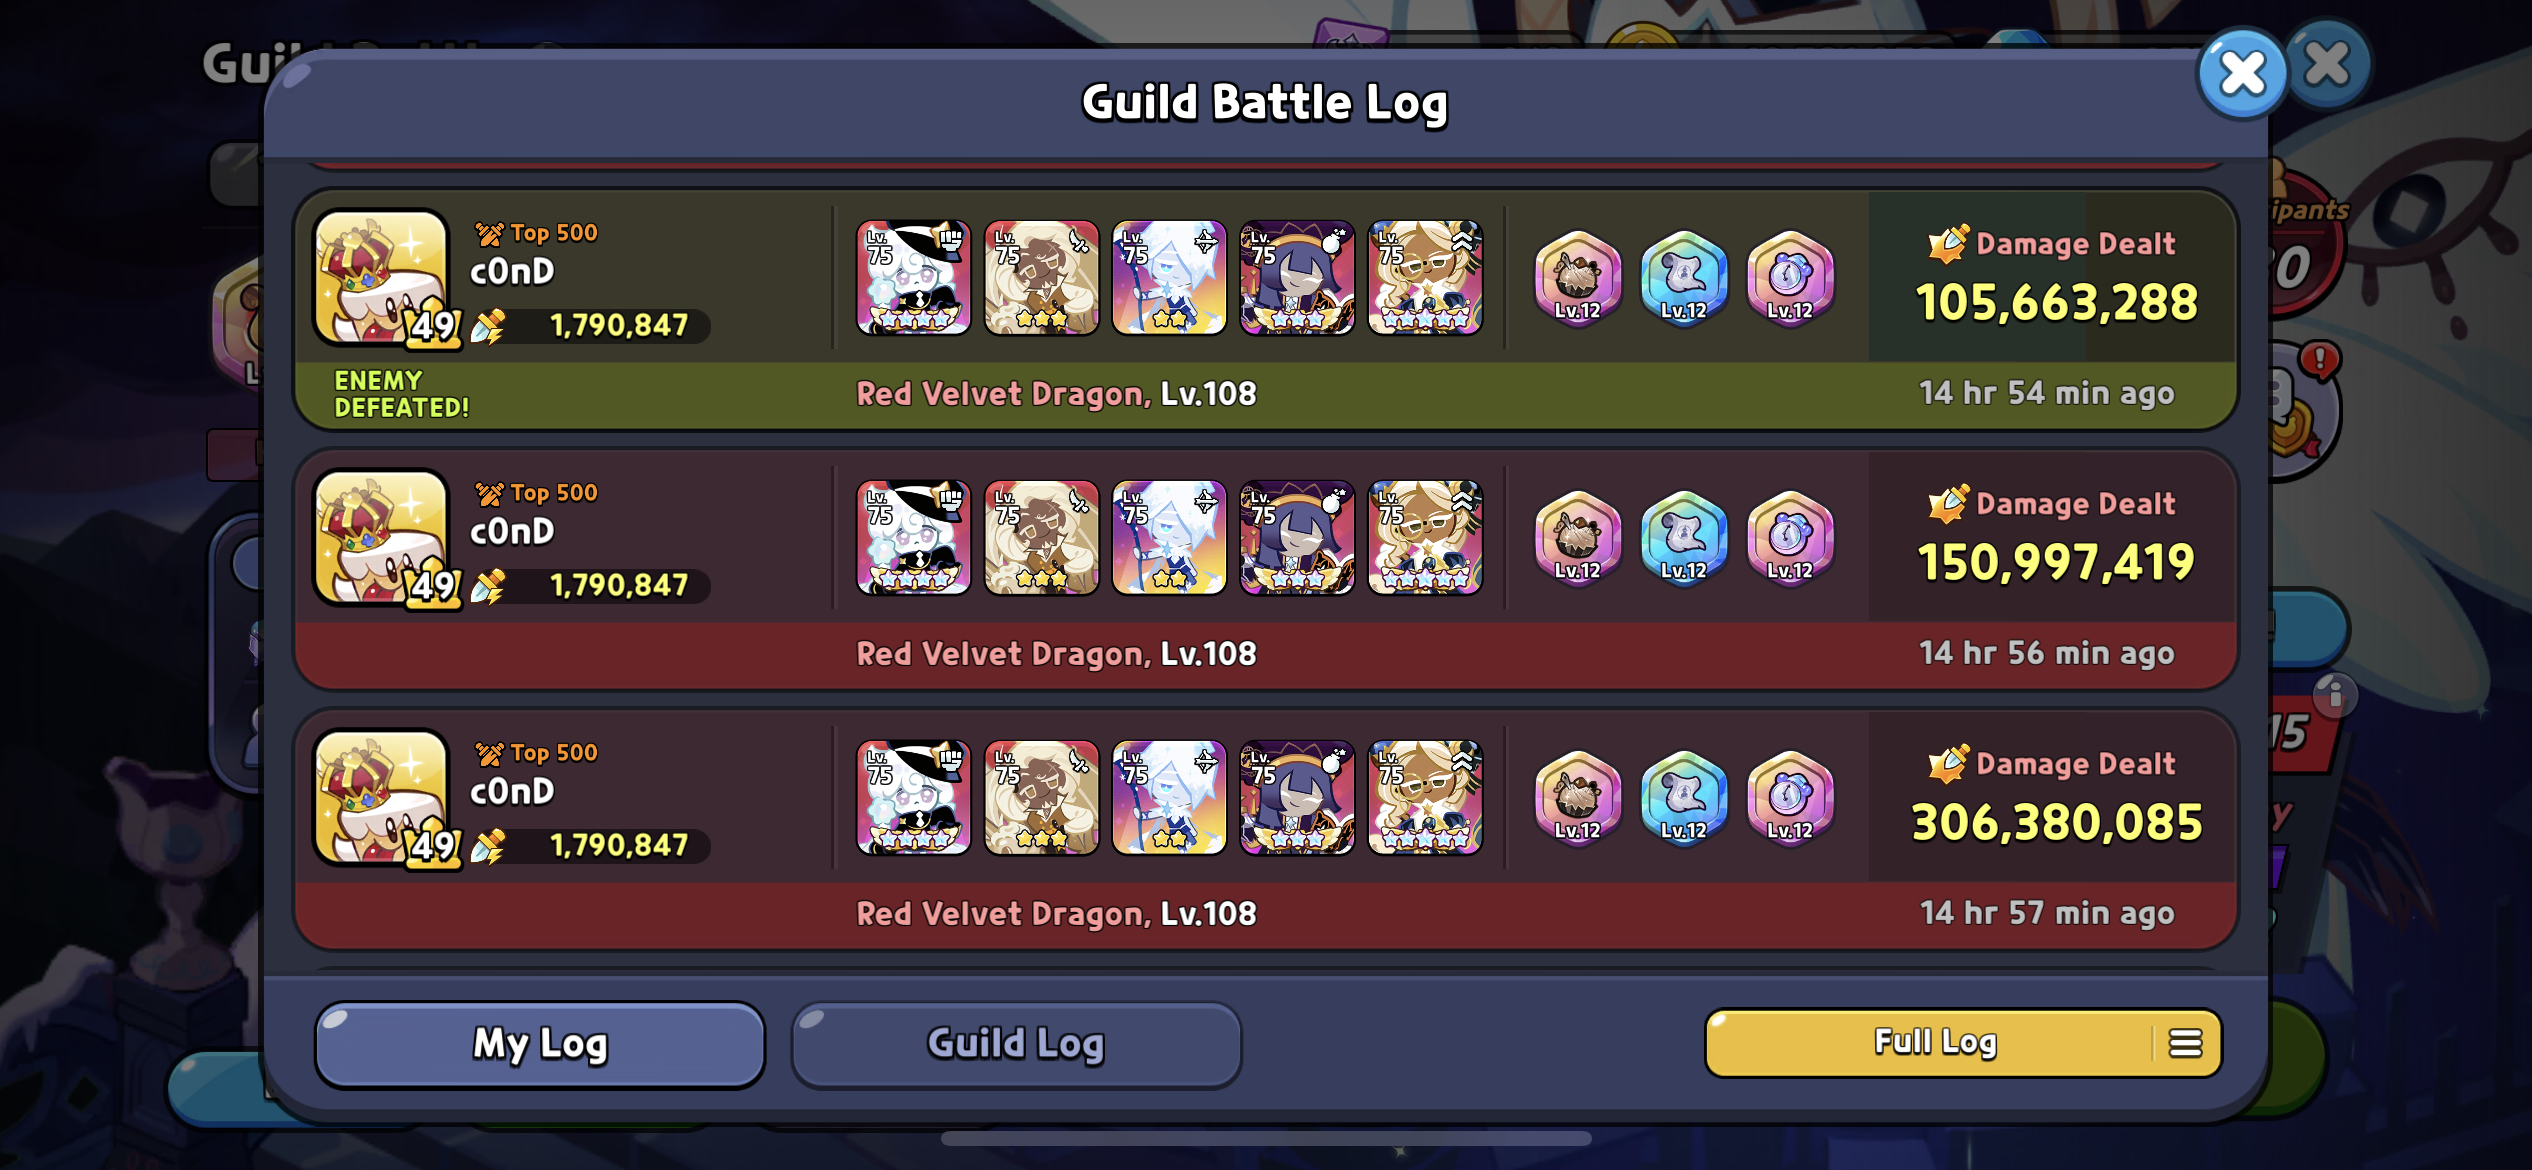 Guild Battle Log
Top 500
c0nD
49
1,790,847
Lv. 75
Lv. 75
Lv. 75
Lv. 75
Lv. 75
Lv.12
Lv.12
Lv.12
Damage Dealt
105,663,288
ENEMY
DEFEATED!
Red Velvet Dragon, Lv.108
14 hr 54 min ago
Top 500
c0nD
49
1,790,847
Lv. 75
Lv. 75
Lv. 75
Lv. 75
Lv. 75
Lv.12
Lv.12
Lv.12
Damage Dealt
150,997,419
Red Velvet Dragon, Lv.108
14 hr 56 min ago
Top 500
c0nD
49
1,790,847
Lv. 75
Lv. 75
Lv. 75
Lv. 75
Lv. 75
Lv.12
Lv.12
Lv.12
Damage Dealt
306,380,085
Red Velvet Dragon, Lv.108
14 hr 57 min ago
My Log
Guild Log
Full Log